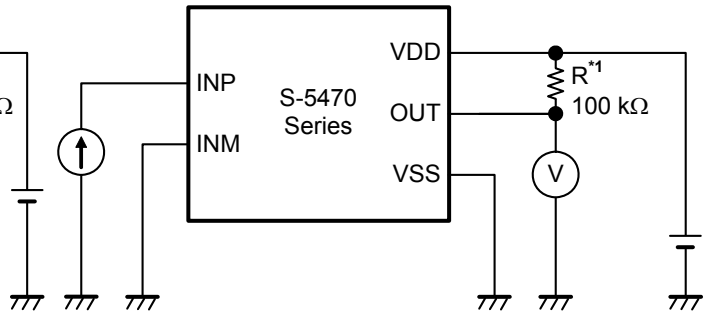 VDD
R*1
INP
S-5470
100 kΩ
Series
OUT
INM
V
VSS
Ω